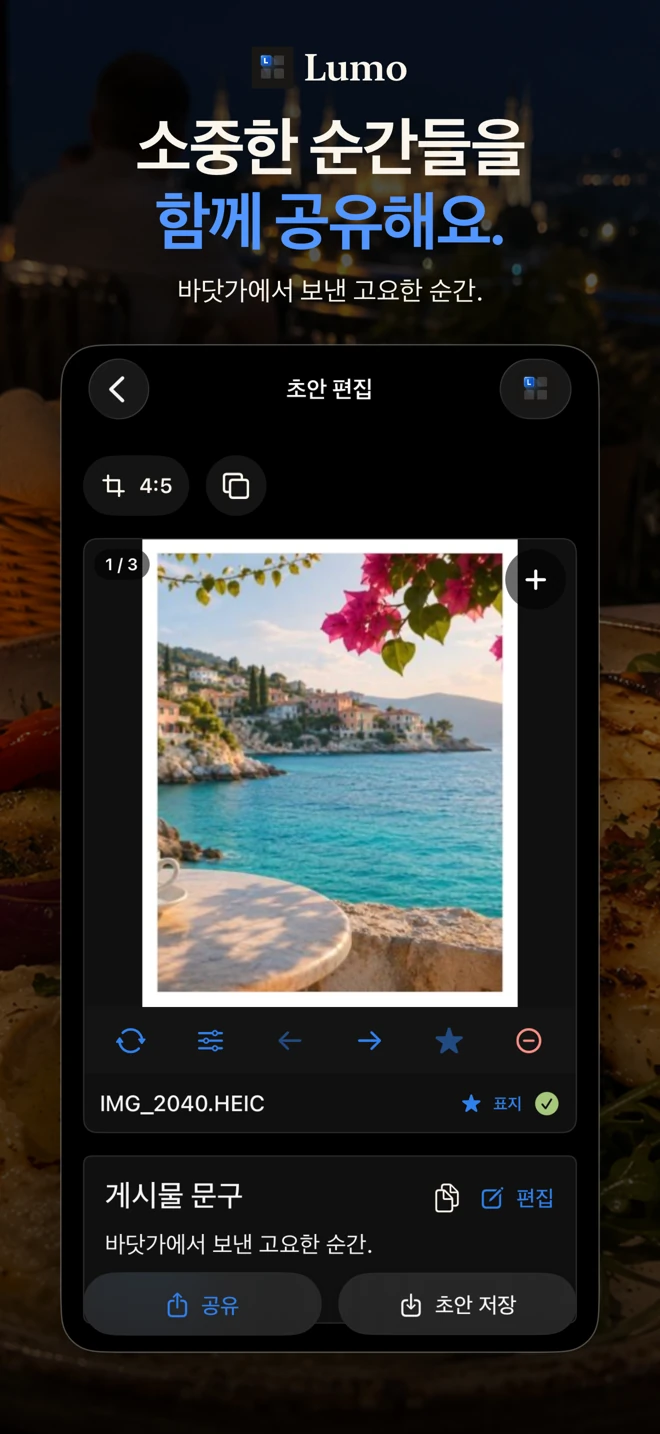 Lumo
소중한 순간들을
함께 공유해요.
바닷가에서 보낸 고요한 순간.
초안 편집
L
4:5
1 / 3
IMG_2040.HEIC
표지
게시물 문구
편집
바닷가에서 보낸 고요한 순간.
공유
초안 저장